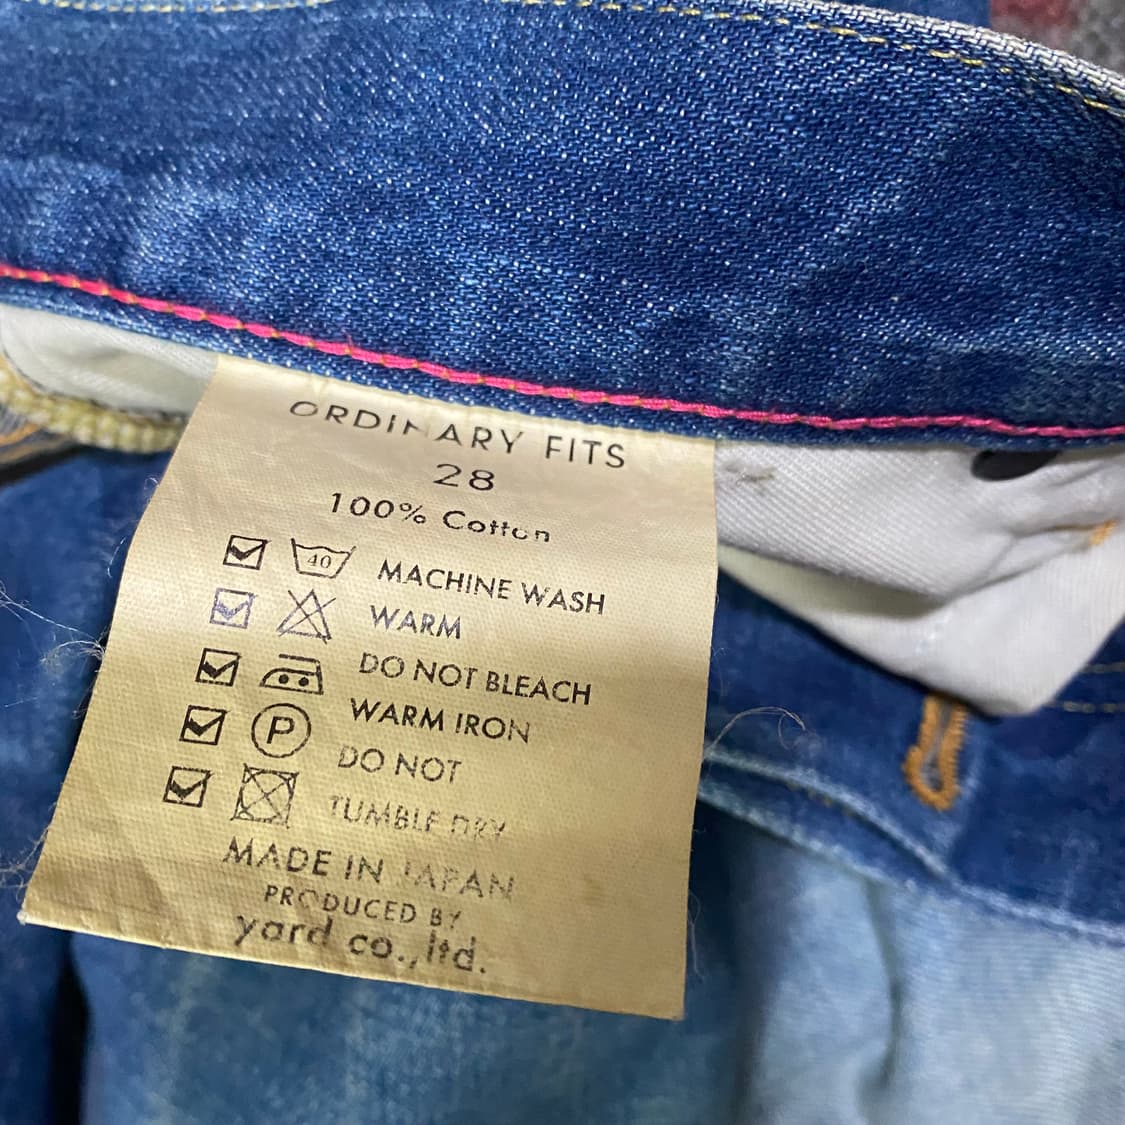 ORDINARY FITS
28
100% Cotton
40 MACHINE WASH
WARM
DO NOT BLEACH
WARM IRON
P DO NOT
TUMBLE DRY
MADE IN JAPAN
PRODUCED BY
yard co.,ltd.